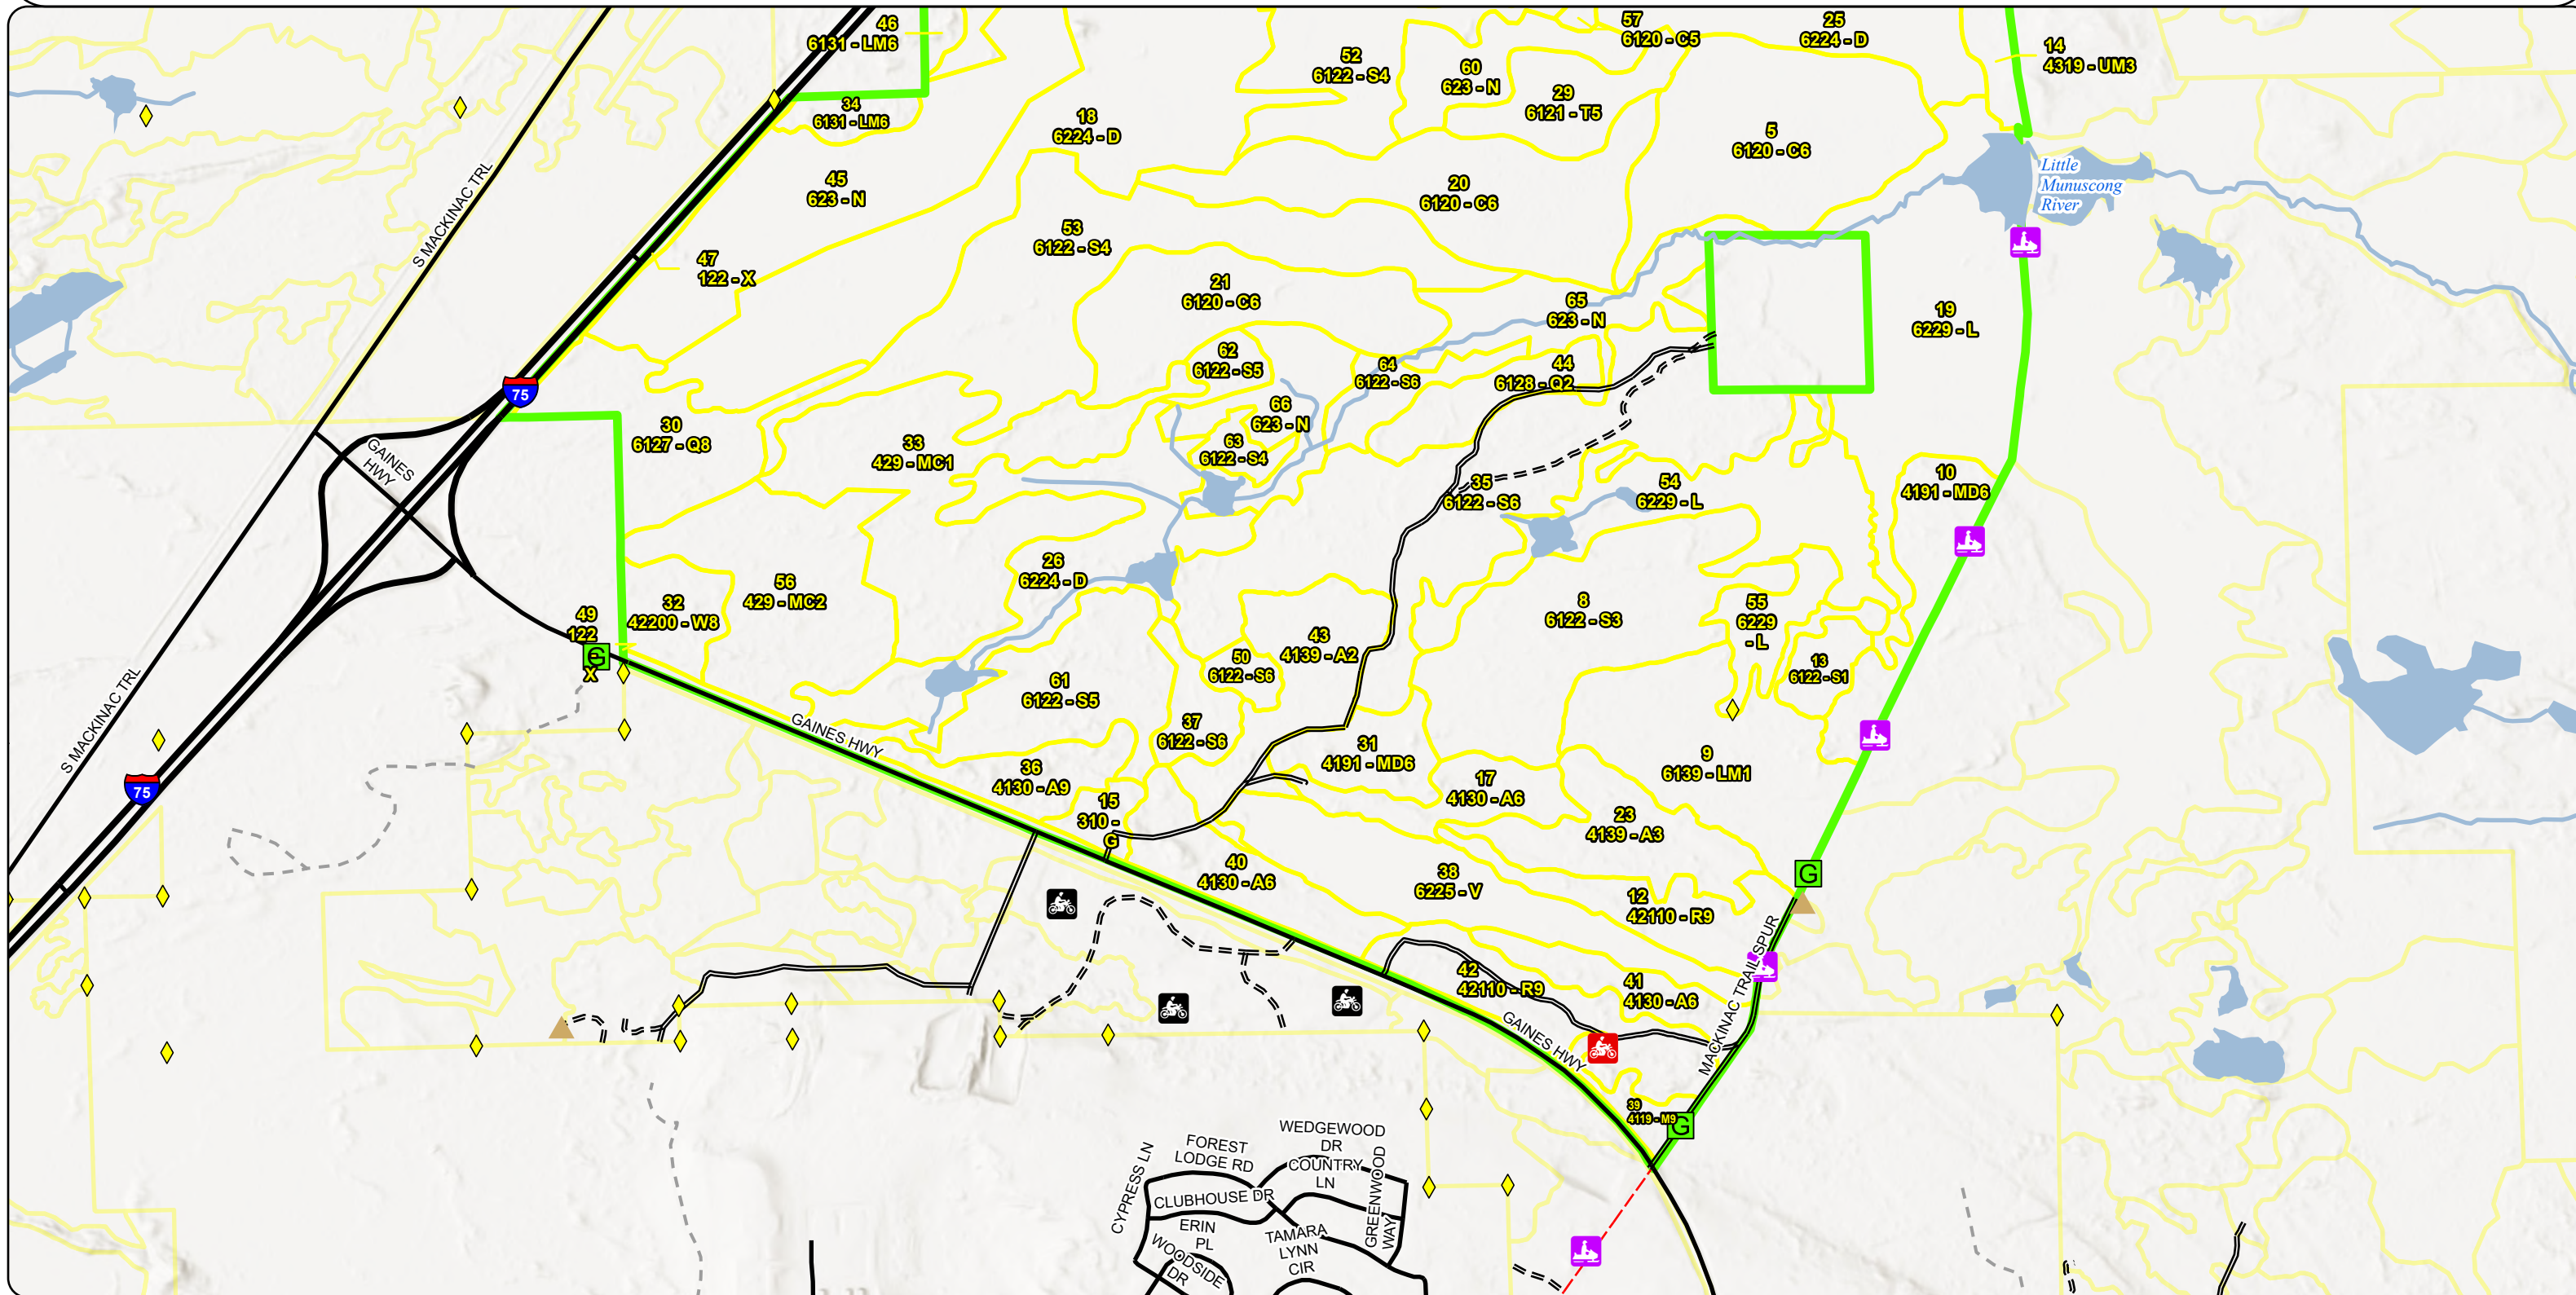 46
6131 - LM6
34
6131 - LM6
45
623 - N
47
122 - X
18
6224 - D
53
6122 - S4
52
6122 - S4
60
623 - N
57
6120 - C5
29
6121 - T5
25
6224 - D
14
4319 - UM3
5
6120 - C6
20
6120 - C6
Little
Munuscong
River
21
6120 - C6
65
623 - N
19
6229 - L
62
6122 - S5
64
6122 - S6
44
6128 - Q2
66
623 - N
63
6122 - S4
30
6127 - Q8
33
429 - MC1
35
6122 - S6
54
6229 - L
10
4191 - MD6
S MACKINAC TRL
75
GAINES
HWY
26
6224 - D
56
429 - MC2
32
42200 - W8
49
122
G
X
8
6122 - S3
55
6229
- L
13
6122 - S1
43
4139 - A2
50
6122 - S6
61
6122 - S5
37
6122 - S6
S MACKINAC TRL
75
GAINES HWY
31
4191 - MD6
36
4130 - A9
15
310 -
G
17
4130 - A6
9
6139 - LM1
23
4139 - A3
40
4130 - A6
38
6225 - V
12
42110 - R9
G
MACKINAC TRAIL SPUR
42
42110 - R9
41
4130 - A6
GAINES HWY
39
4119 - M9
G
CYPRESS LN
FOREST
LODGE RD
WEDGEWOOD
DR
COUNTRY
LN
GREENWOOD
WAY
CLUBHOUSE DR
ERIN
PL
TAMARA
LYNN
CIR
WOODSIDE
DR